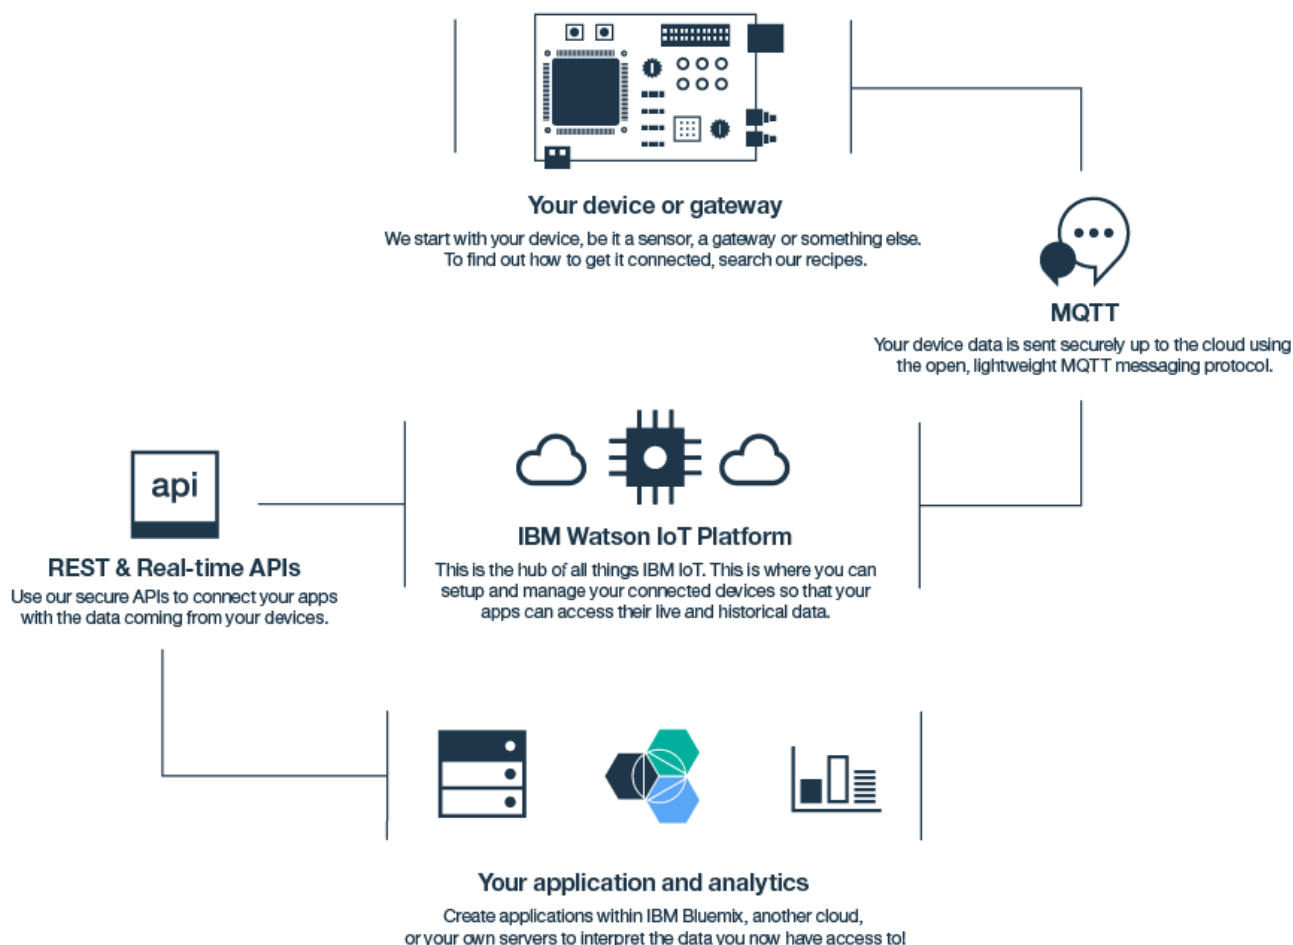 Your device or gateway
We start with your device, be it a sensor, a gateway or something else.
To find out how to get it connected, search our recipes.
MQTT
Your device data is sent securely up to the cloud using
the open, lightweight MQTT messaging protocol.
api
REST & Real-time APIs
Use our secure APIs to connect your apps
with the data coming from your devices.
IBM Watson IoT Platform
This is the hub of all things IBM IoT. This is where you can
setup and manage your connected devices so that your
apps can access their live and historical data.
Your application and analytics
Create applications within IBM Bluemix, another cloud,
or your own servers to interpret the data you now have access to!